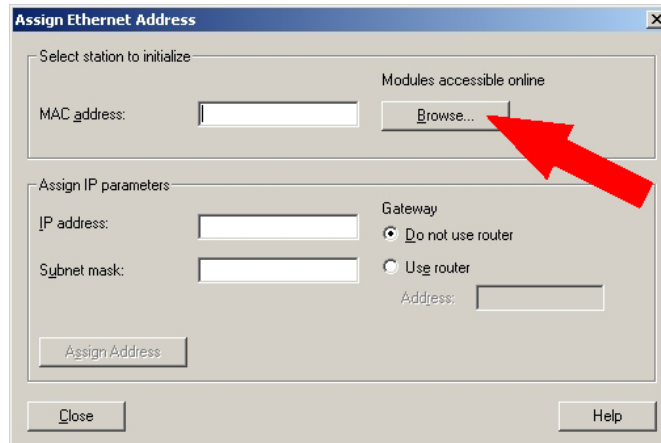 Assign Ethernet Address
Select station to initialize
Modules accessible online
MAC address:
Browse...
Assign IP parameters
IP address:
Gateway
Do not use router
Subnet mask:
Use router
Address:
Assign Address
Close
Help